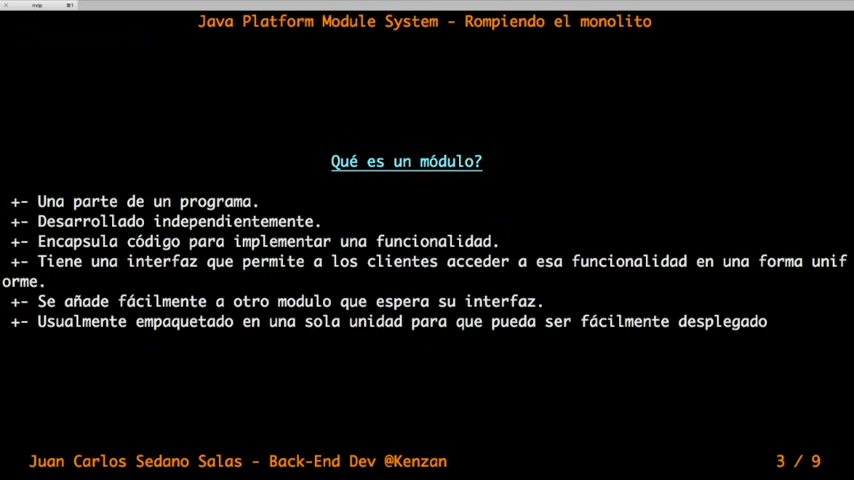 mdp ⌘1
Java Platform Module System - Rompiendo el monolito
Qué es un módulo?
+- Una parte de un programa.
+- Desarrollado independientemente.
+- Encapsula código para implementar una funcionalidad.
+- Tiene una interfaz que permite a los clientes acceder a esa funcionalidad en una forma unif
orme.
+- Se añade fácilmente a otro modulo que espera su interfaz.
+- Usualmente empaquetado en una sola unidad para que pueda ser fácilmente desplegado
Juan Carlos Sedano Salas - Back-End Dev @Kenzan 3 / 9